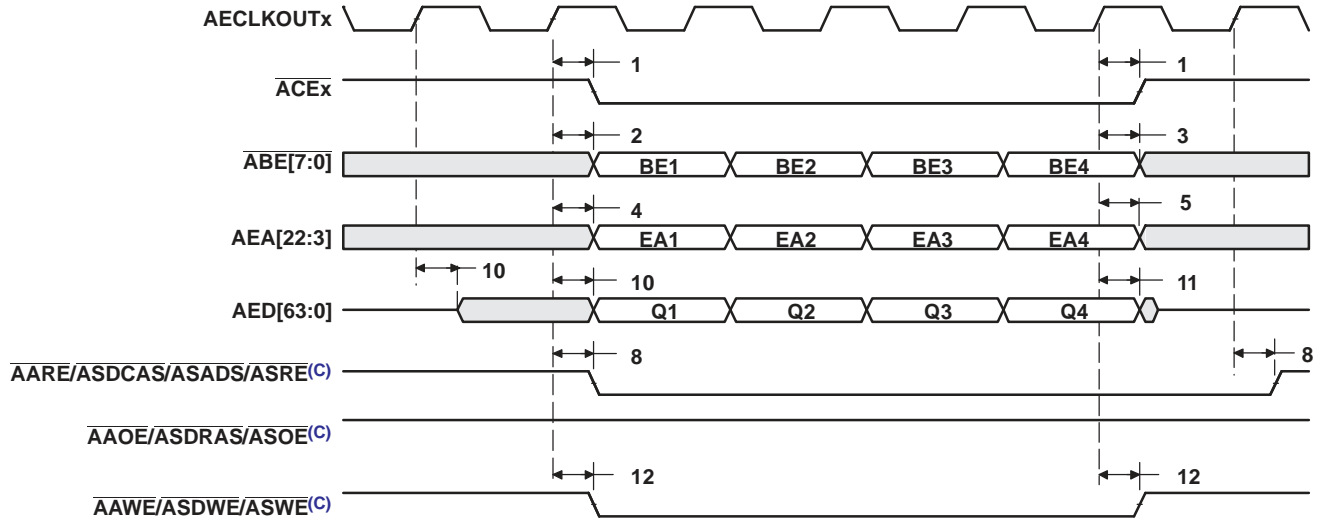 AECLKOUTx
1 1
ACEx
2 3
ABE[7:0] BE1 BE2 BE3 BE4
4 5
AEA[22:3] EA1 EA2 EA3 EA4
10 10 11
AED[63:0] Q1 Q2 Q3 Q4
8 8
AARE/ASDCAS/ASADS/ASRE(C)
AAOE/ASDRAS/ASOE(C)
12 12
AAWE/ASDWE/ASWE(C)